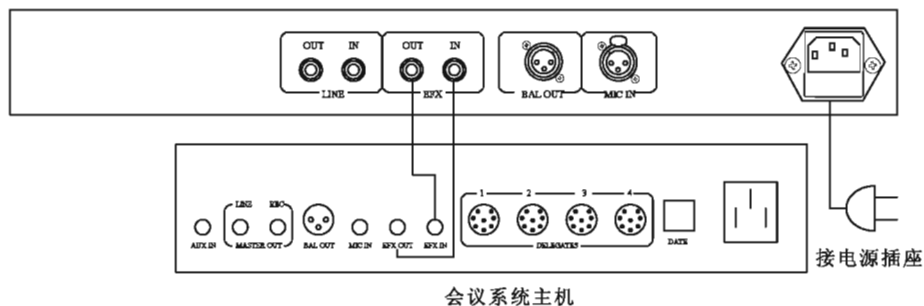 OUT IN OUT IN
LINE EFX BAL OUT MIC IN
1 2 3 4
LINE REC
AUX IN MASTER OUT BAL OUT MIC IN EFX OUT EFX IN DELEGATES DATE
接电源插座
会议系统主机